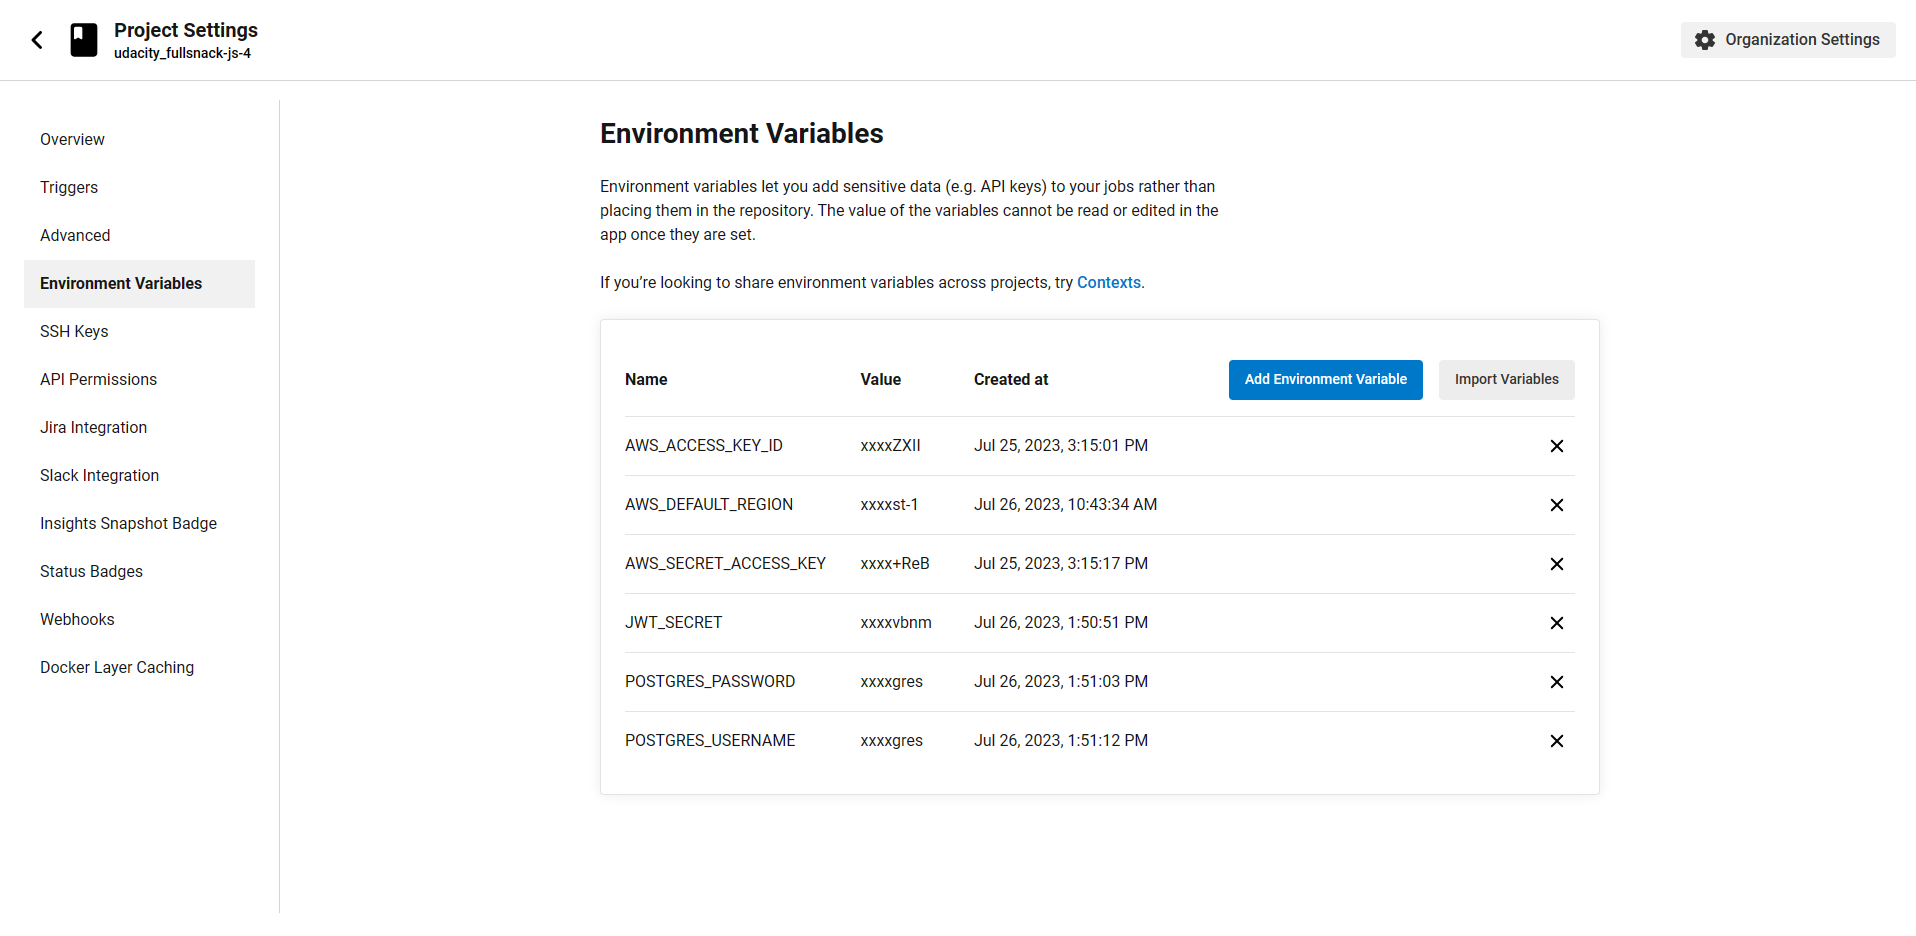 Project Settings
udacity_fullsnack-js-4
Organization Settings
Overview
Triggers
Advanced
Environment Variables
SSH Keys
API Permissions
Jira Integration
Slack Integration
Insights Snapshot Badge
Status Badges
Webhooks
Docker Layer Caching
Environment Variables
Environment variables let you add sensitive data (e.g. API keys) to your jobs rather than
placing them in the repository. The value of the variables cannot be read or edited in the
app once they are set.
If you’re looking to share environment variables across projects, try Contexts.
Name Value Created at Add Environment Variable Import Variables
AWS_ACCESS_KEY_ID xxxxZXII Jul 25, 2023, 3:15:01 PM
AWS_DEFAULT_REGION xxxxst-1 Jul 26, 2023, 10:43:34 AM
AWS_SECRET_ACCESS_KEY xxxx+ReB Jul 25, 2023, 3:15:17 PM
JWT_SECRET xxxxvbnm Jul 26, 2023, 1:50:51 PM
POSTGRES_PASSWORD xxxxgres Jul 26, 2023, 1:51:03 PM
POSTGRES_USERNAME xxxxgres Jul 26, 2023, 1:51:12 PM